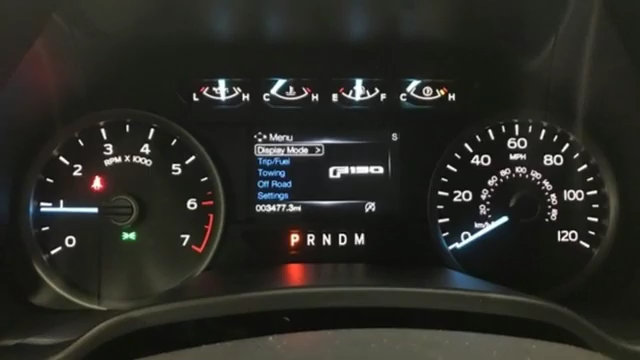 L H C H E F C H
Menu S
Display Mode >
Trip/Fuel
Towing
Off Road
Settings
F150
003477.3mi
P R N D M
0 1 2 3 4 5 6 7
RPM X 1000
0 20 40 60 80 100 120
MPH
km/h